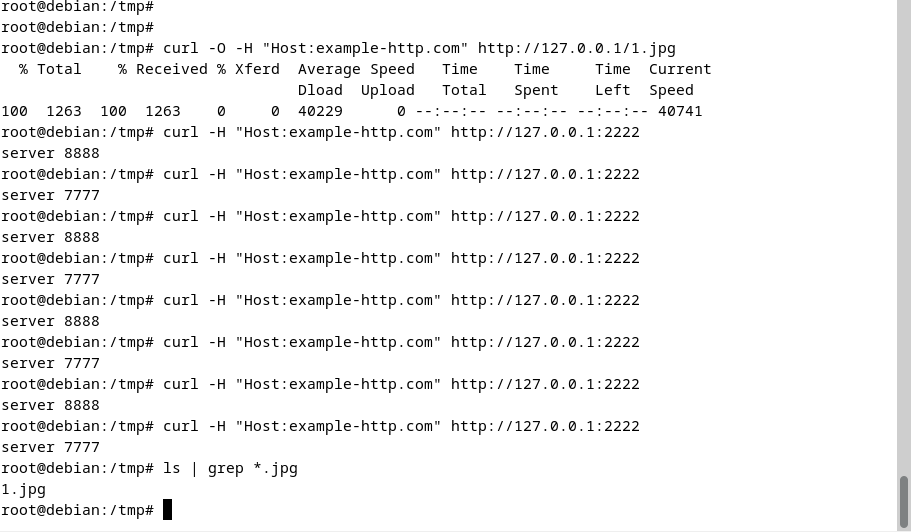 root@debian:/tmp#
root@debian:/tmp#
root@debian:/tmp# curl -O -H "Host:example-http.com" http://127.0.0.1/1.jpg
  % Total    % Received % Xferd  Average Speed   Time    Time     Time  Current
                                 Dload  Upload   Total   Spent    Left  Speed
100  1263  100  1263    0     0  40229      0 --:--:-- --:--:-- --:--:-- 40741
root@debian:/tmp# curl -H "Host:example-http.com" http://127.0.0.1:2222
server 8888
root@debian:/tmp# curl -H "Host:example-http.com" http://127.0.0.1:2222
server 7777
root@debian:/tmp# curl -H "Host:example-http.com" http://127.0.0.1:2222
server 8888
root@debian:/tmp# curl -H "Host:example-http.com" http://127.0.0.1:2222
server 7777
root@debian:/tmp# curl -H "Host:example-http.com" http://127.0.0.1:2222
server 8888
root@debian:/tmp# curl -H "Host:example-http.com" http://127.0.0.1:2222
server 7777
root@debian:/tmp# curl -H "Host:example-http.com" http://127.0.0.1:2222
server 8888
root@debian:/tmp# curl -H "Host:example-http.com" http://127.0.0.1:2222
server 7777
root@debian:/tmp# ls | grep *.jpg
1.jpg
root@debian:/tmp#